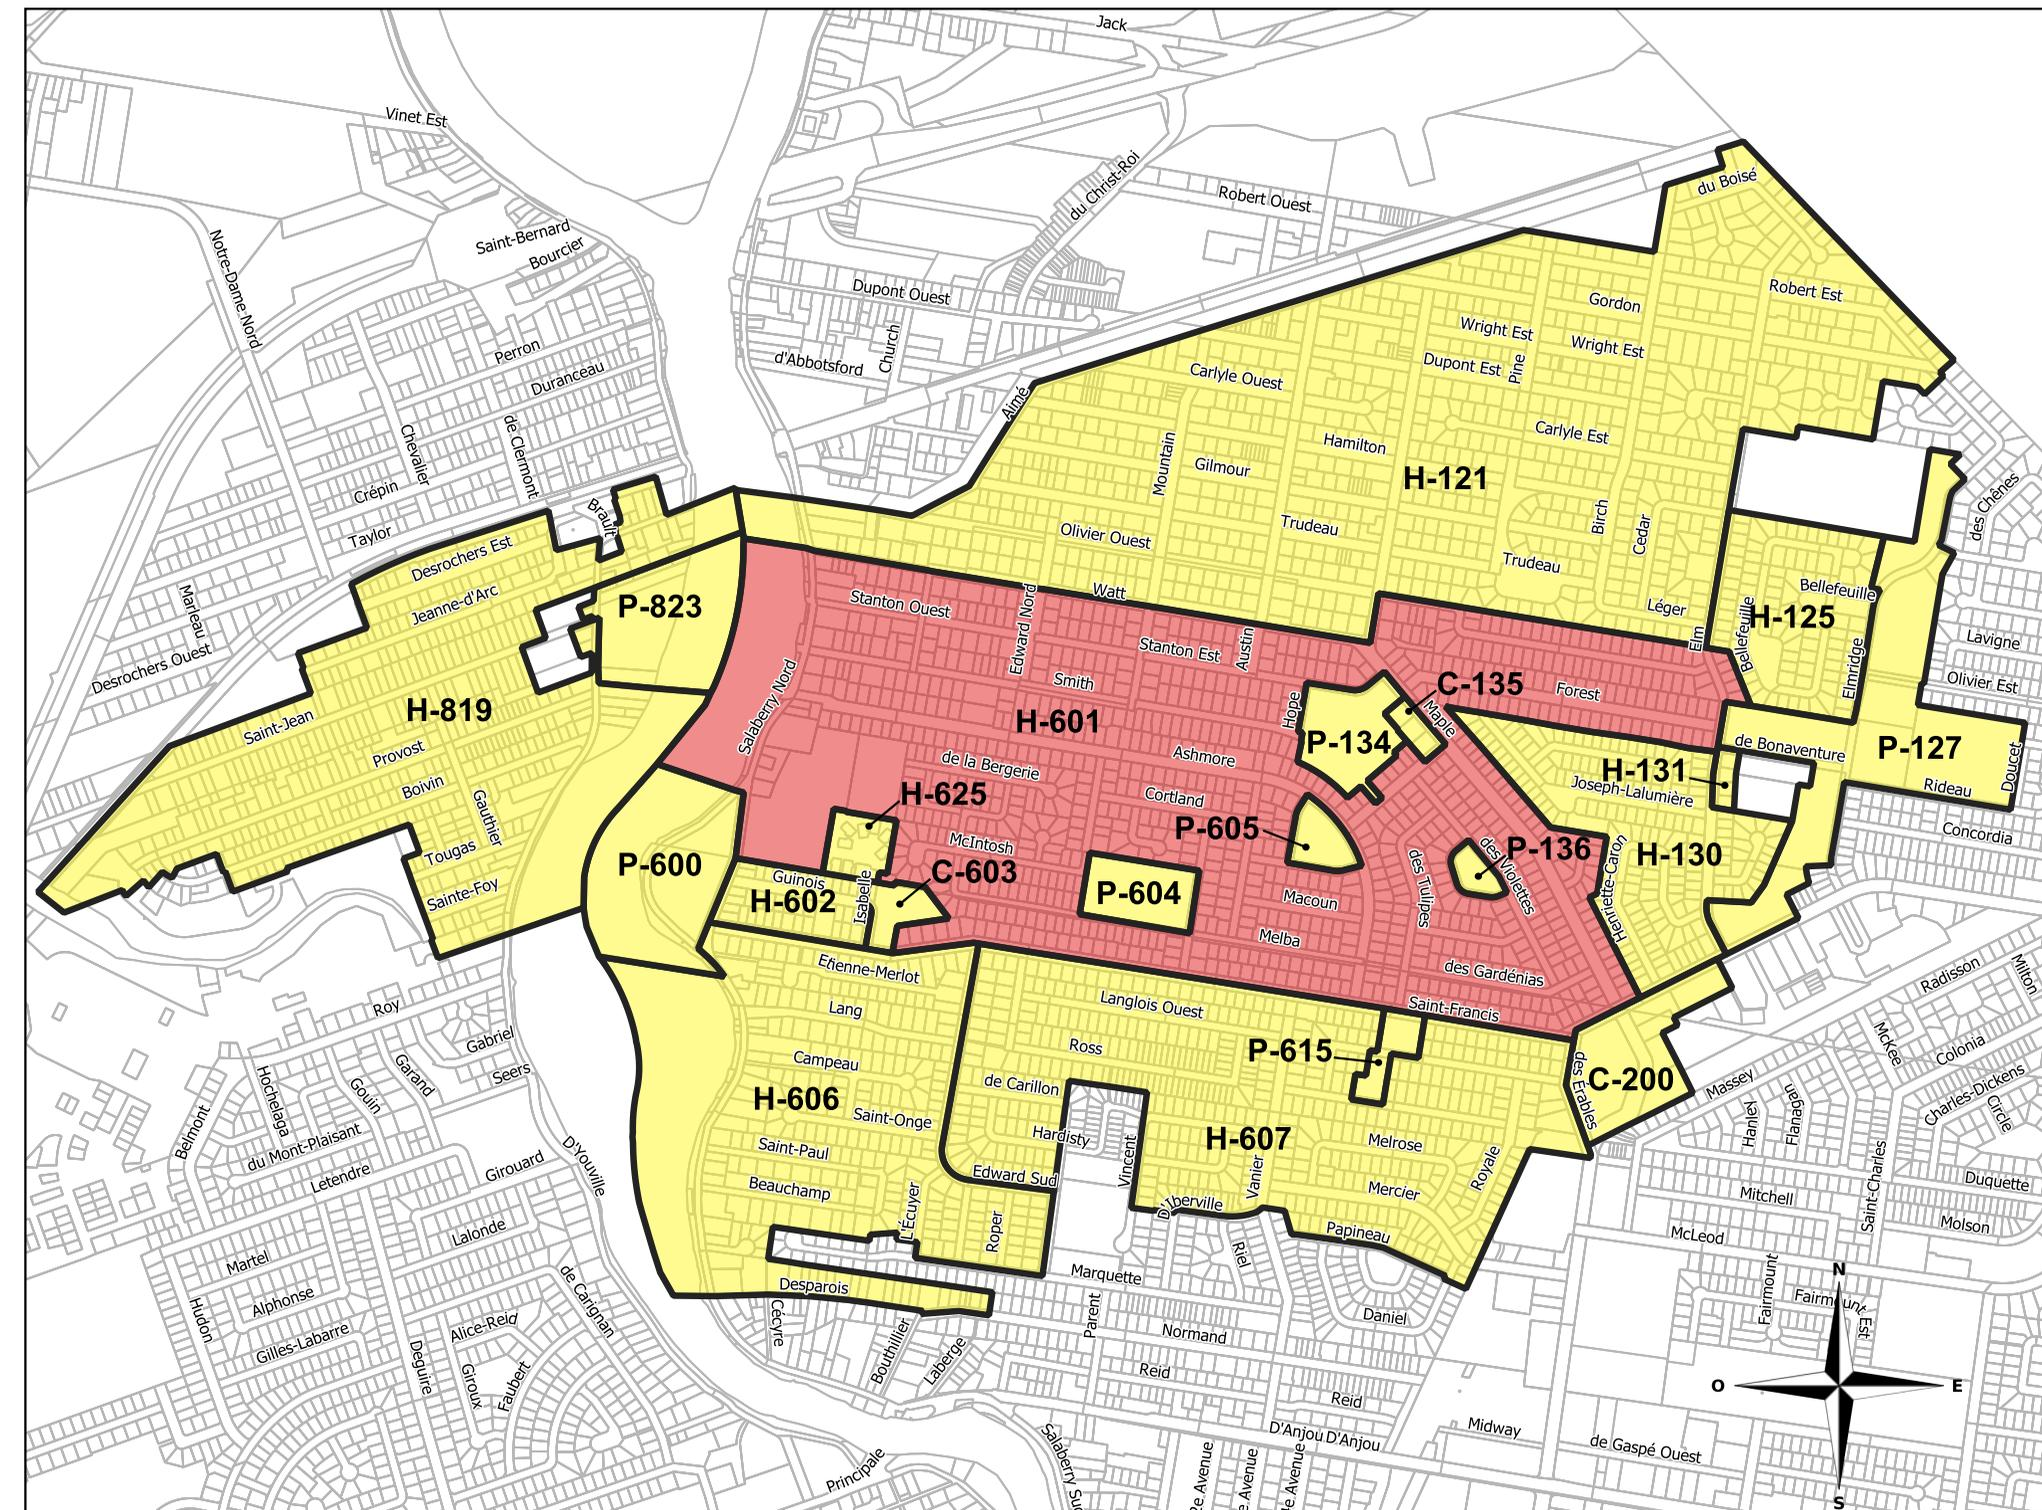 Jack
Vinet Est
du Christ-Roi
Robert Ouest
du Boisé
Saint-Bernard
Bourcier
Notre-Dame Nord
Dupont Ouest
Church
d'Abbotsford
Gordon
Robert Est
Wright Est
Wright Est
Dupont Est
Pine
Carlyle Ouest
Aimé
Perron
Duranceau
Chevalier
de Clermont
Crépin
Taylor
Brault
Mountain
Gilmour
Hamilton
Carlyle Est
H-121
Birch
Cedar
Trudeau
Olivier Ouest
Trudeau
des Chênes
Desrochers Est
Jeanne-d'Arc
Marleau
Desrochers Ouest
P-823
Stanton Ouest
Edward Nord
Watt
Stanton Est
Austin
Léger
Elm
Bellefeuille
Bellefeuille
H-125
Elmridge
Lavigne
Olivier Est
Salaberry Nord
Smith
H-601
Hope
C-135
Maple
Forest
P-134
H-819
Saint-Jean
Provost
Boivin
Gauthier
Tougas
Sainte-Foy
de la Bergerie
Ashmore
Cortland
H-625
McIntosh
P-605
de Bonaventure
P-127
Doucet
Rideau
H-131
Joseph-Lalumière
Concordia
P-600
Guinois
H-602
Isabelle
C-603
P-604
Macoun
des Tulipes
des Violettes
P-136
Henriette-Caron
H-130
Melba
des Gardénias
Saint-Francis
Etienne-Merlot
Lang
Langlois Ouest
Campeau
H-606
Saint-Onge
Saint-Paul
Beauchamp
L'Écuyer
Roper
Desparois
Ross
de Carillon
Hardisty
Edward Sud
Vincent
P-615
H-607
Melrose
Vanier
Mercier
Royale
D'Iberville
Papineau
C-200
des Érables
Radisson
Milton
McKee
Colonia
Massey
Charles-Dickens
Circle
Hanley
Flanagan
Saint-Charles
Duquette
Mitchell
Molson
McLeod
Fairmount
Fairmount Est
Roy
Gabriel
Seers
Garand
Gouin
Hochelaga
Belmont
du Mont-Plaisant
Letendre
Girouard
D'Youville
Lalonde
Martel
Alphonse
Gilles-Labarre
Hudon
Alice-Reid
Deguire
Giroux
Faubert
de Carignan
Cécyre
Bouthillier
Laberge
Principale
Salaberry Sud
Marquette
Parent
Riel
Daniel
Normand
Reid
Reid
D'Anjou
D'Anjou
Midway
de Gaspé Ouest
Avenue
Avenue
Avenue
N
O
E
S